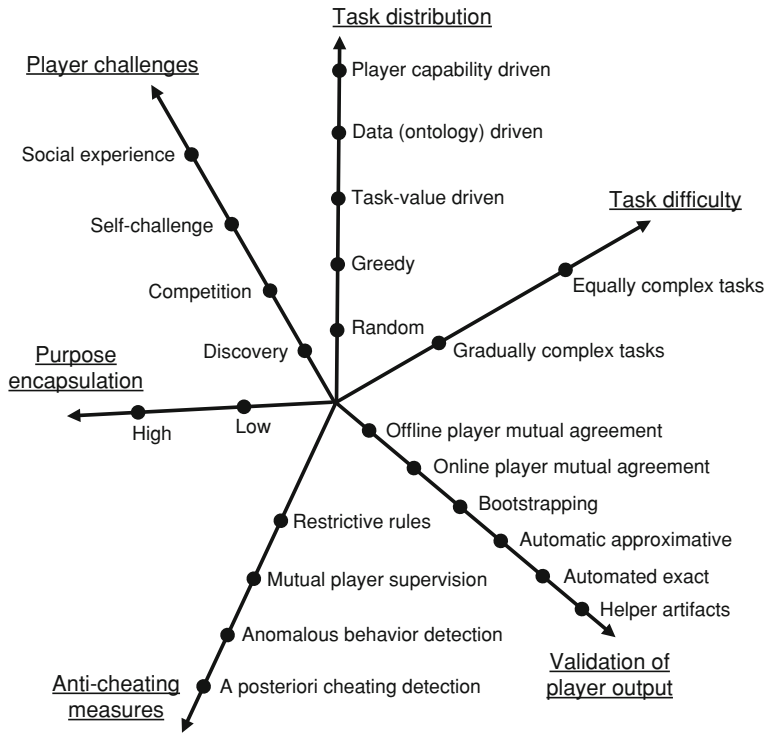 Task distribution
Player capability driven
Data (ontology) driven
Task-value driven
Greedy
Random
Player challenges
Social experience
Self-challenge
Competition
Discovery
Task difficulty
Equally complex tasks
Gradually complex tasks
Purpose
encapsulation
High
Low
Offline player mutual agreement
Online player mutual agreement
Bootstrapping
Automatic approximative
Automated exact
Helper artifacts
Validation of
player output
Restrictive rules
Mutual player supervision
Anomalous behavior detection
A posteriori cheating detection
Anti-cheating
measures